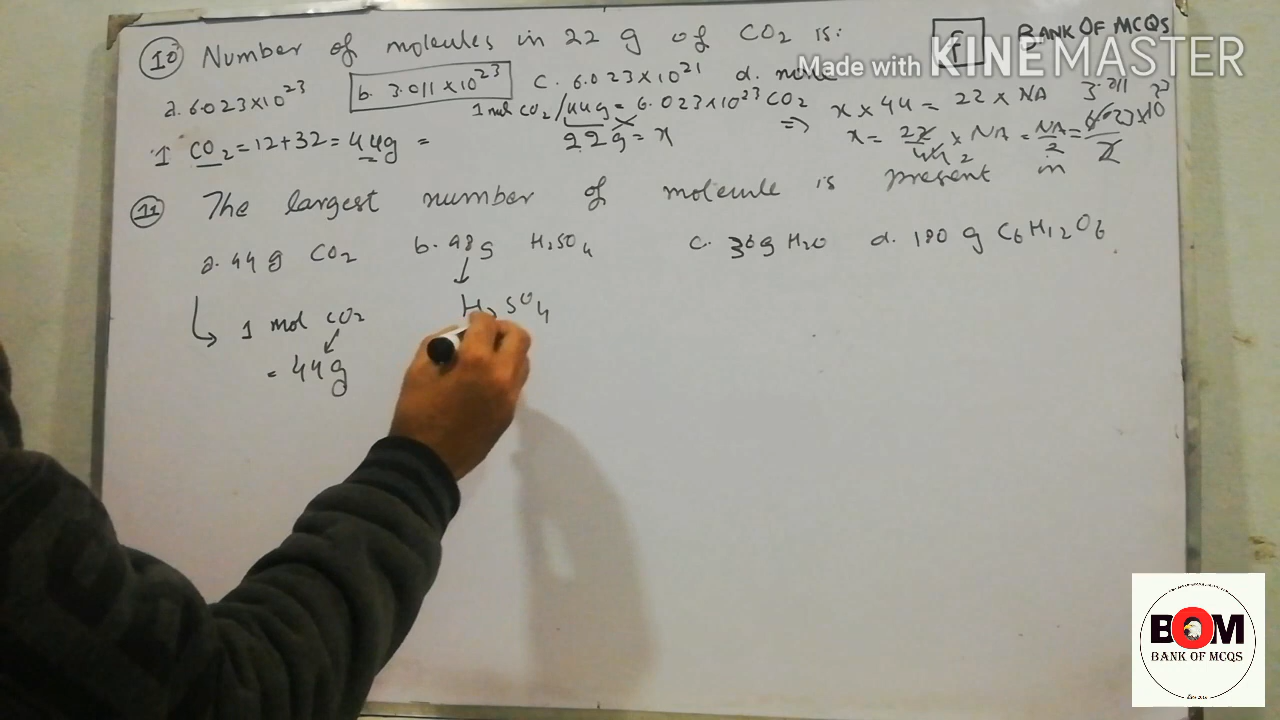 10 Number of molecules in 22 g of CO2 is:
BANK OF MCQS
Made with KINEMASTER
a. 6.023×10^23 b. 3.011×10^23 c. 6.023×10^21 d. none
1 mol CO2/44g = 6.023×10^23 CO2
22g = x
⇒ x × 44 = 22 × NA
x = 22/44 × NA = NA/2 = 6.023×10^23/2
3.011
2
1 CO2 = 12+32 = 44g =
11 The largest number of molecule is present in
a. 44 g CO2 b. 98g H2SO4 c. 36g H2O d. 180 g C6H12O6
1 mol CO2
= 44g
H2SO4
BOM
BANK OF MCQS